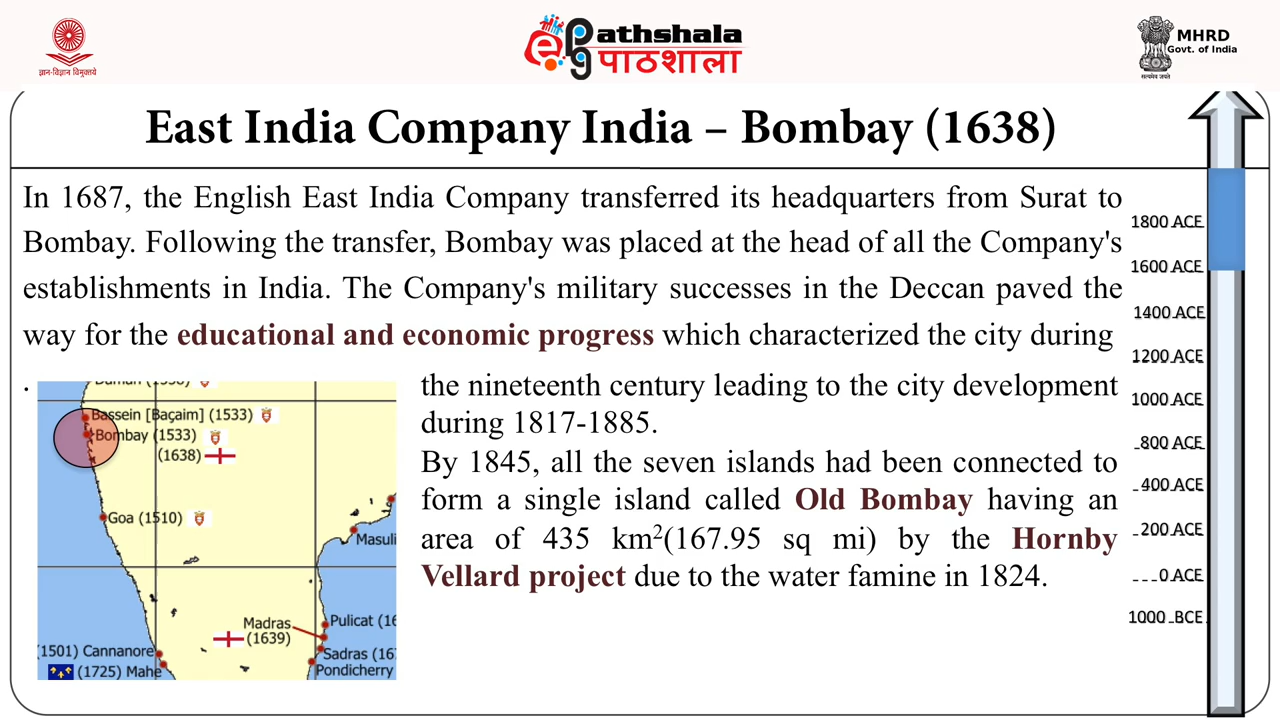 ज्ञान-विज्ञान विमुक्तये
epgathshala
पाठशाला
MHRD
Govt. of India
सत्यमेव जयते
East India Company India – Bombay (1638)
In 1687, the English East India Company transferred its headquarters from Surat to
Bombay. Following the transfer, Bombay was placed at the head of all the Company's
establishments in India. The Company's military successes in the Deccan paved the
way for the educational and economic progress which characterized the city during
.
the nineteenth century leading to the city development
during 1817-1885.
By 1845, all the seven islands had been connected to
form a single island called Old Bombay having an
area of 435 km²(167.95 sq mi) by the Hornby
Vellard project due to the water famine in 1824.
Bassein [Baçaim] (1533)
Bombay (1533)
(1638)
Goa (1510)
Masuli
Madras
(1639)
Pulicat (16
Sadras (16
Pondicherry
1501) Cannanore
(1725) Mahe
1800 ACE
1600 ACE
1400 ACE
1200 ACE
1000 ACE
800 ACE
400 ACE
200 ACE
0 ACE
1000 BCE